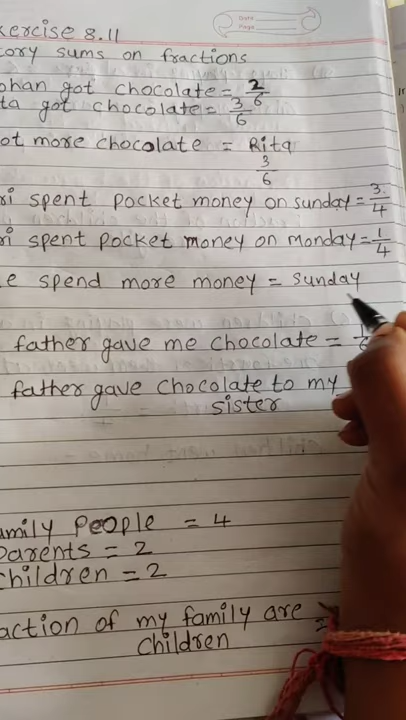 xercise 8.11
tory sums on fractions
ohan got chocolate = 2/6
ta got chocolate = 3/6
ot more chocolate = Rita
3/6
ri spent pocket money on sunday = 3/4
ri spent pocket money on monday = 1/4
e spend more money = sunday
father gave me chocolate =
father gave chocolate to my
sister
amily people = 4
parents = 2
children = 2
action of my family are =
children